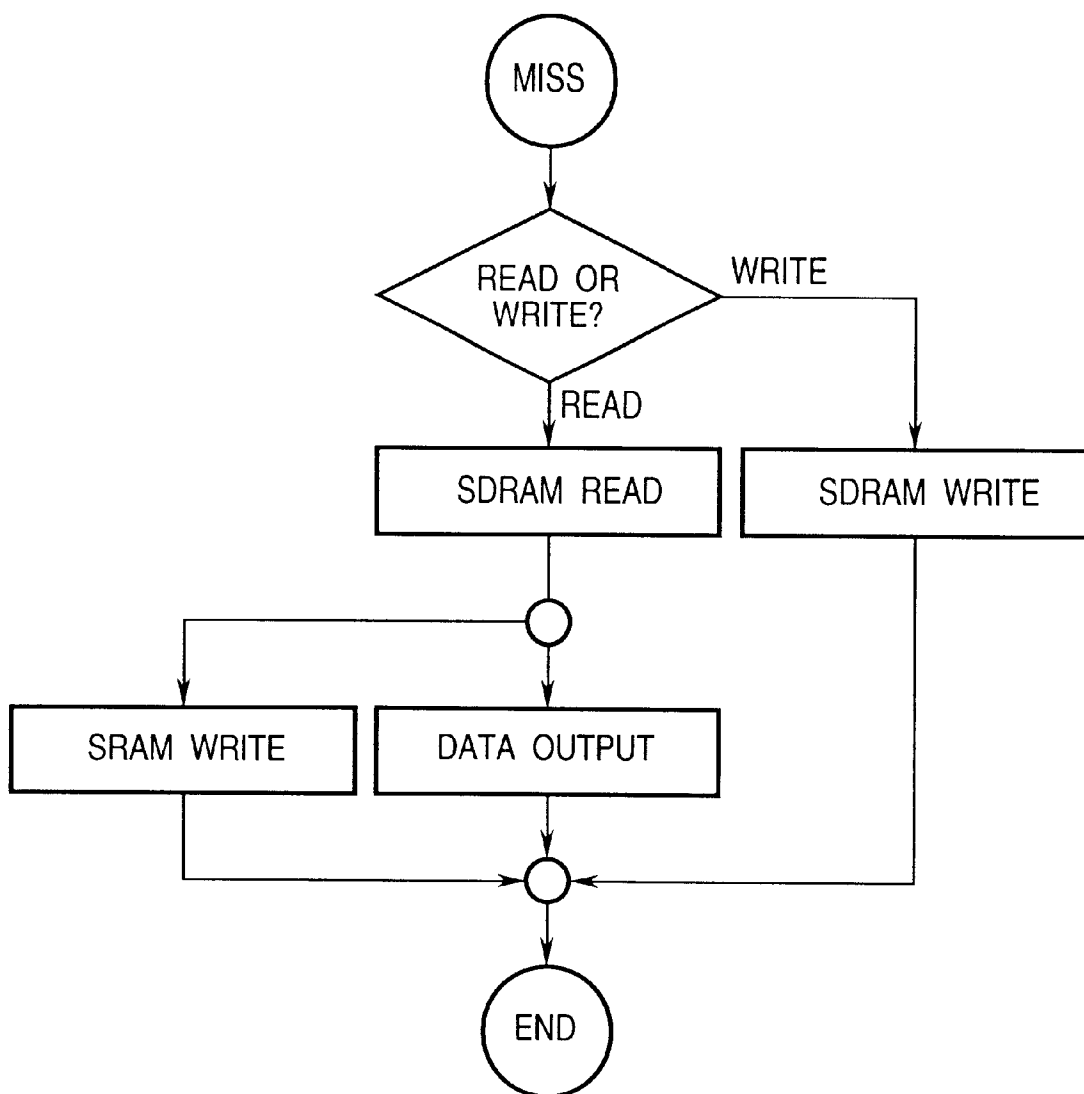 MISS
READ OR
WRITE?
WRITE
READ
SDRAM READ
SDRAM WRITE
SRAM WRITE
DATA OUTPUT
END